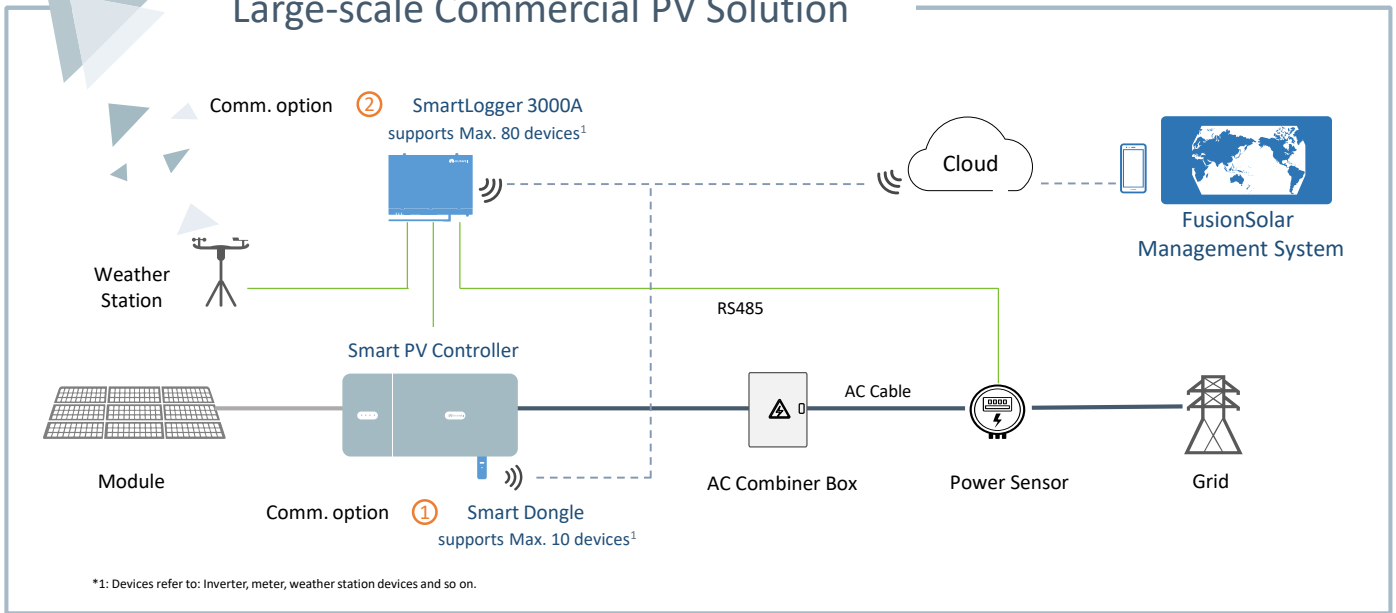 Large-scale Commercial PV Solution
Comm. option 2 SmartLogger 3000A
supports Max. 80 devices1
Cloud
FusionSolar
Management System
Weather
Station
RS485
Smart PV Controller
AC Cable
Module
AC Combiner Box
Power Sensor
Grid
Comm. option 1 Smart Dongle
supports Max. 10 devices1
*1: Devices refer to: Inverter, meter, weather station devices and so on.